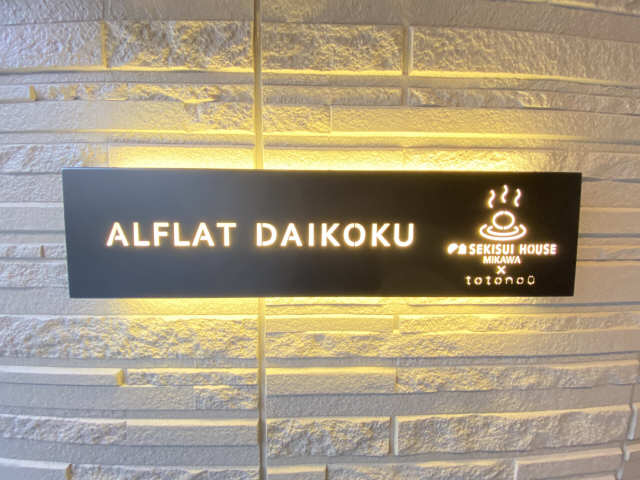 ALFLAT DAIKOKU
SEKISUI HOUSE
MIKAWA
×
totonoü